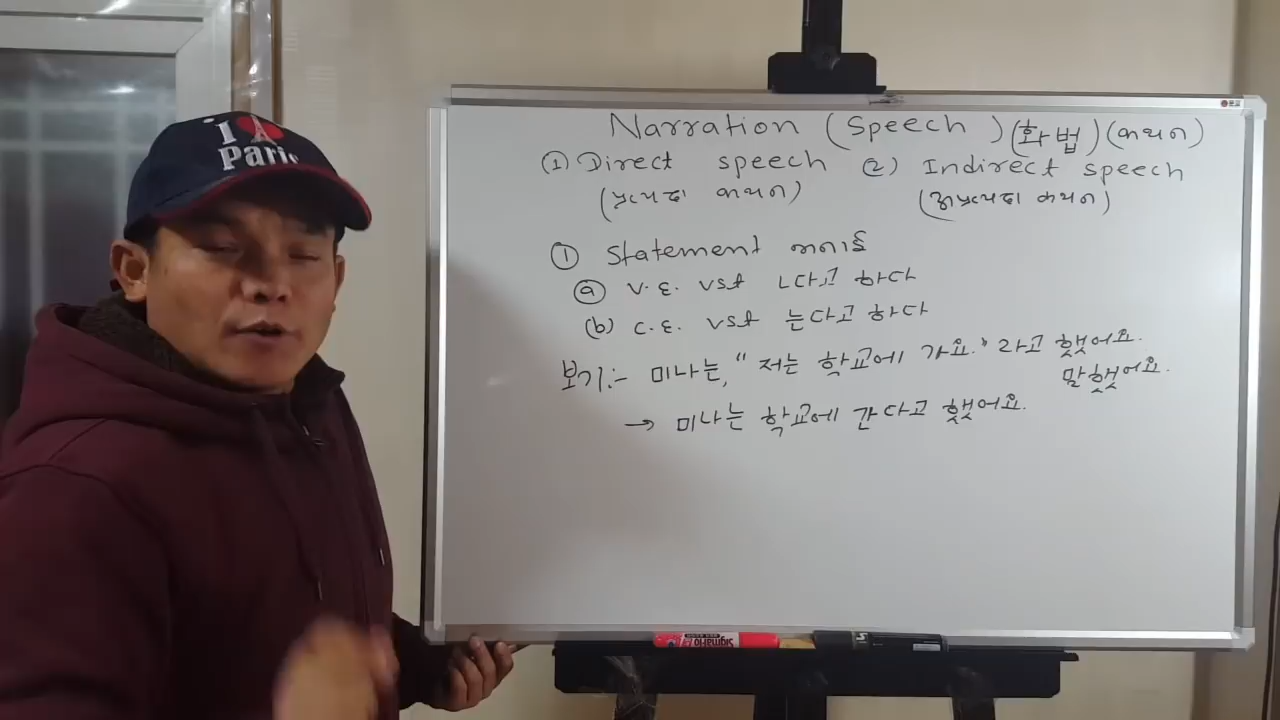 I ❤ Paris
Narration (Speech) (화법) (कथन)
(1) Direct speech (2) Indirect speech
(प्रत्यक्ष कथन) (अप्रत्यक्ष कथन)
① Statement
ⓐ V.E. Vst ㄴ다고 하다
(b) C.E. Vst 는다고 하다
보기:- 미나는, "저는 학교에 가요." 라고 했어요.
말했어요.
→ 미나는 학교에 간다고 했어요.